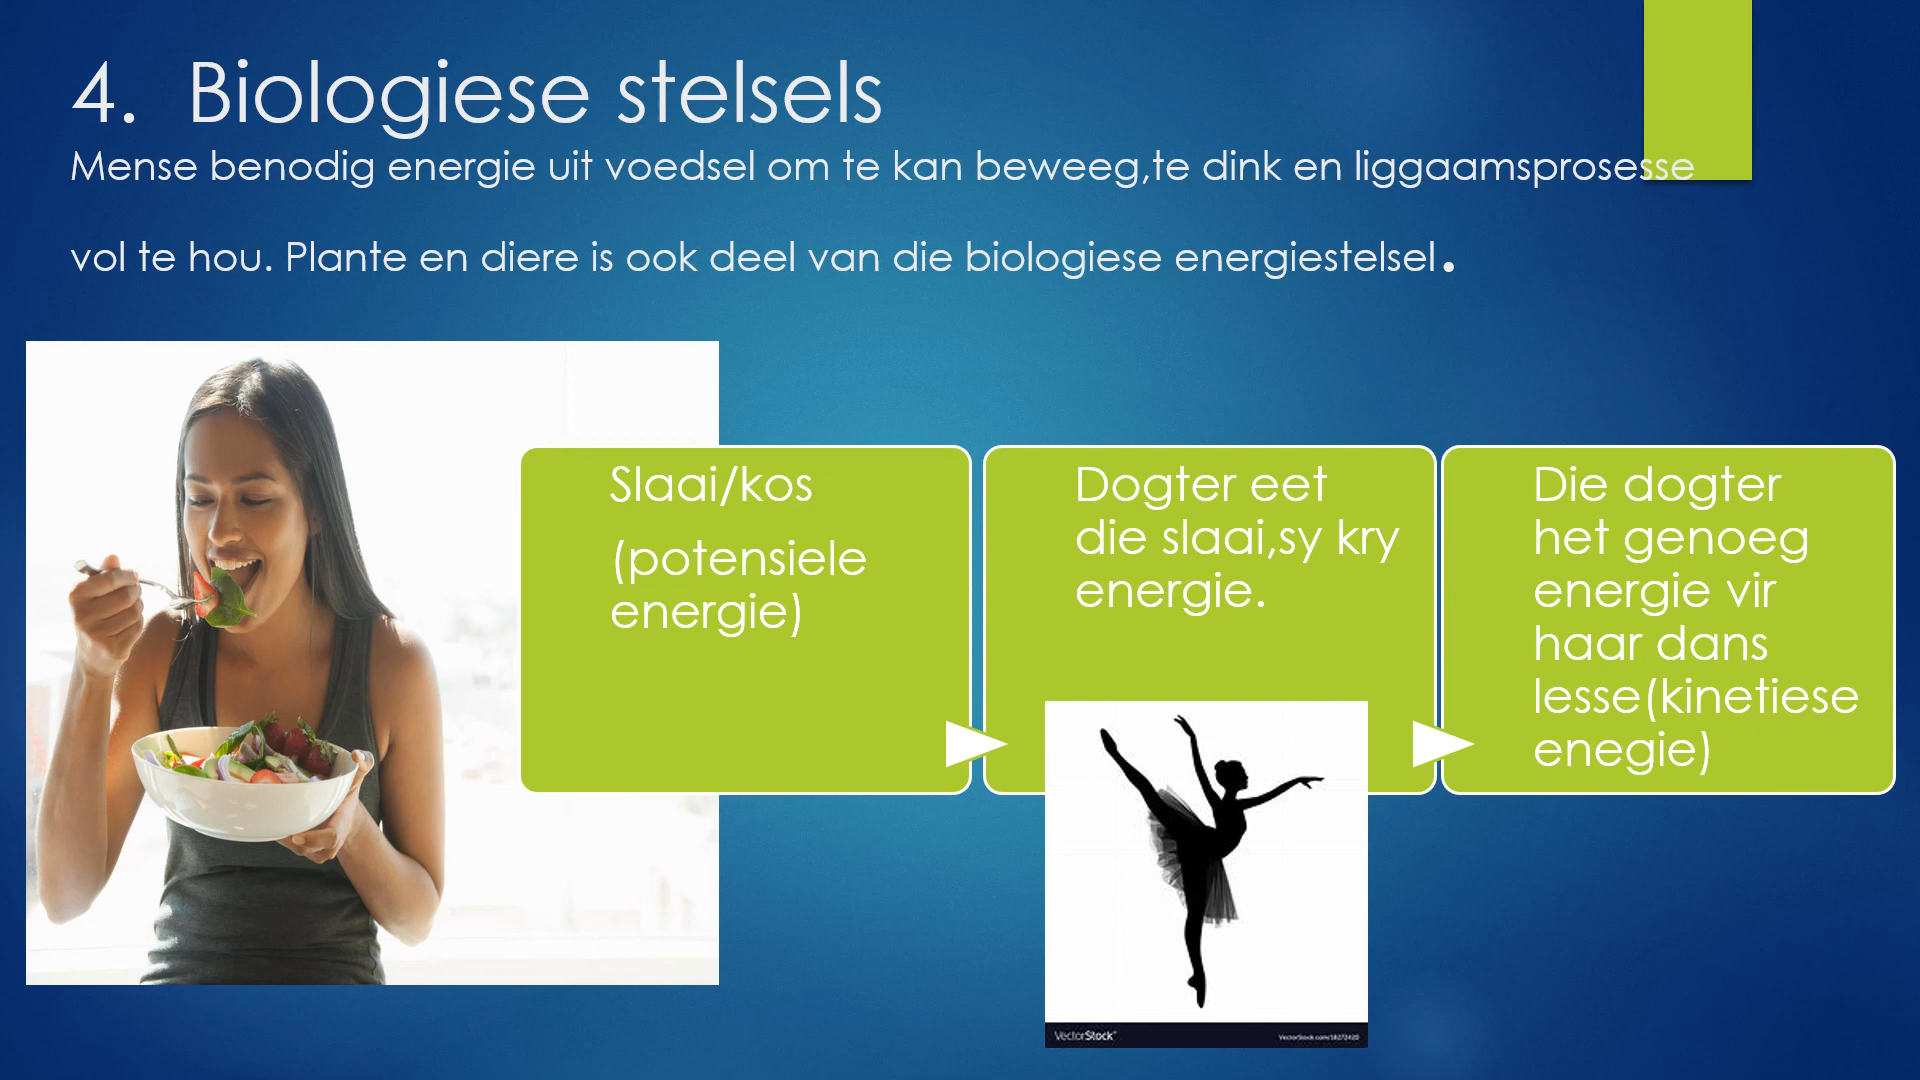 4. Biologiese stelsels
Mense benodig energie uit voedsel om te kan beweeg,te dink en liggaamsprosesse
vol te hou. Plante en diere is ook deel van die biologiese energiestelsel.
Slaai/kos
(potensiele
energie)
Dogter eet
die slaai,sy kry
energie.
Die dogter
het genoeg
energie vir
haar dans
lesse(kinetiese
enegie)
VectorStock®
VectorStock.com/18272420